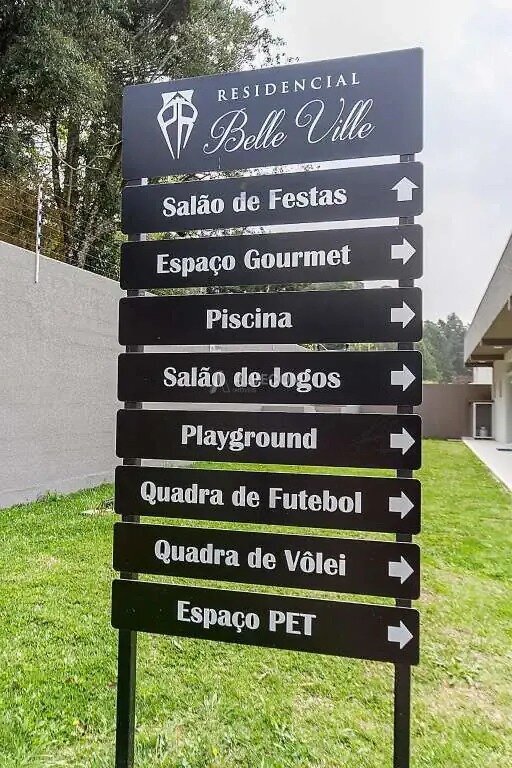 RESIDENCIAL
Belle Ville
Salão de Festas
Espaço Gourmet
Piscina
Salão de Jogos
Playground
Quadra de Futebol
Quadra de Vôlei
Espaço PET